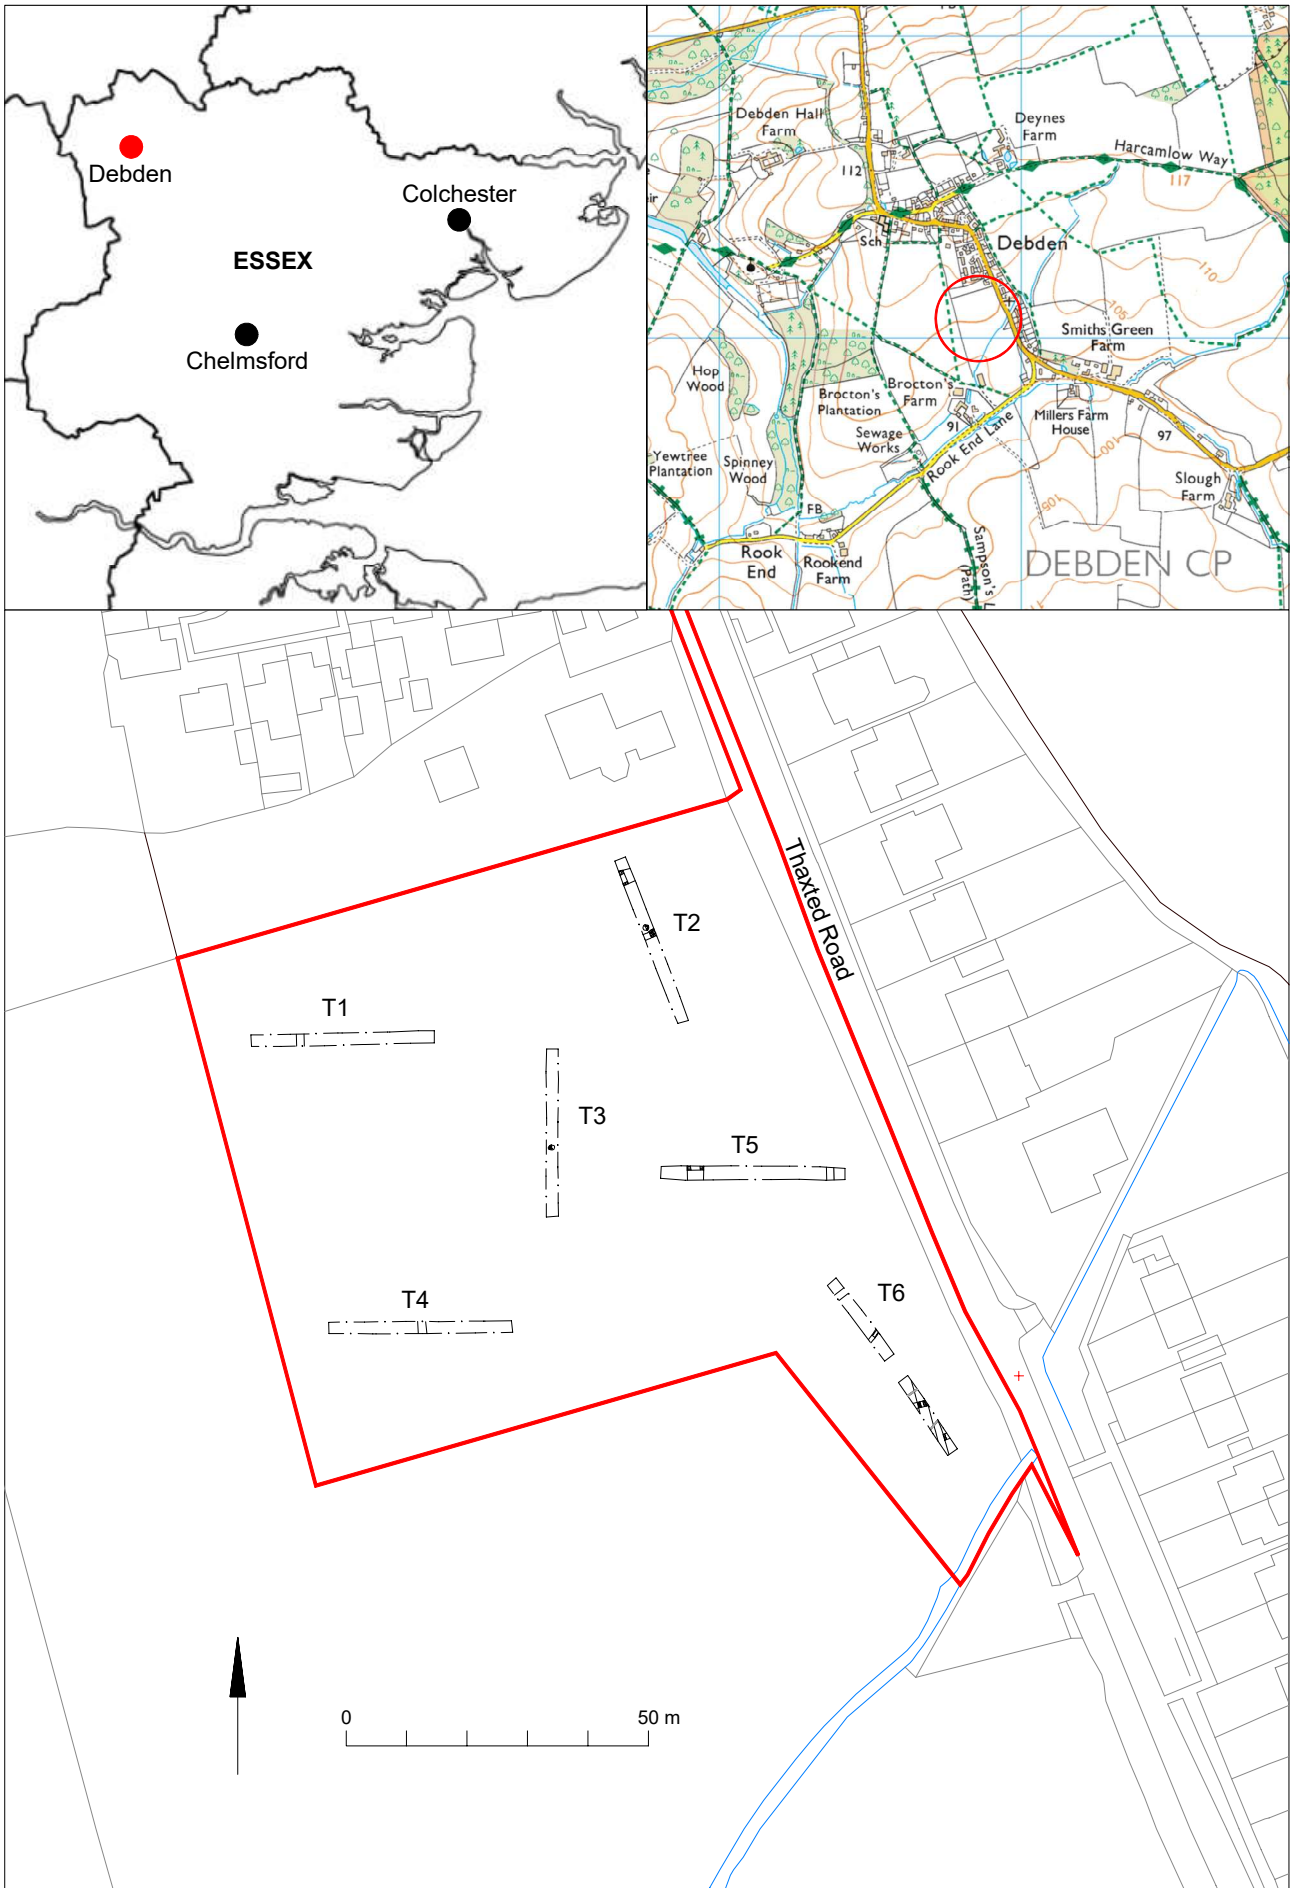 Debden
Colchester
ESSEX
Chelmsford
Debden Hall
Farm
Deynes
Farm
Harcamlow Way
112
117
Sch
Debden
110
105
Smiths Green
Farm
Hop
Wood
Brocton's
Plantation
Brocton's
Farm
91
Sewage
Works
Rook End Lane
Millers Farm
House
100
97
Yewtree
Plantation
Spinney
Wood
Slough
Farm
FB
105
Rook
End
Rookend
Farm
Sampson's L
(Path)
DEBDEN CP
Thaxted Road
T2
T1
T3
T5
T4
T6
0
50 m